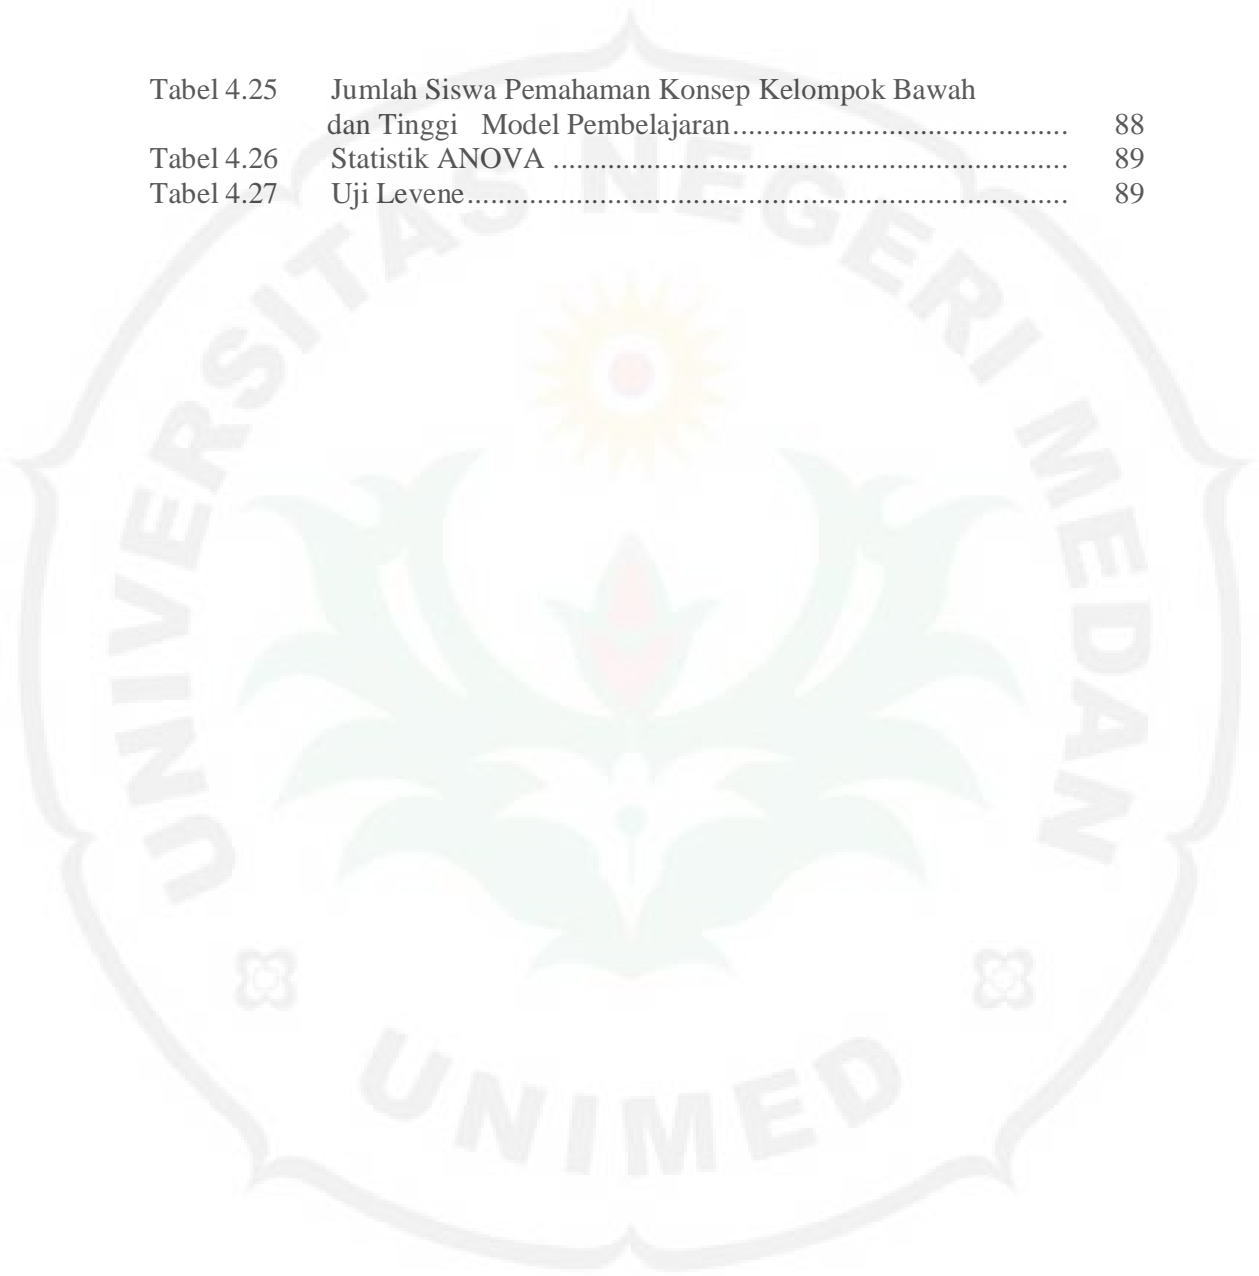 Tabel 4.25 Jumlah Siswa Pemahaman Konsep Kelompok Bawah
dan Tinggi Model Pembelajaran........................................... 88
Tabel 4.26 Statistik ANOVA .................................................................. 89
Tabel 4.27 Uji Levene............................................................................. 89
UNIVERSITAS NEGERI MEDAN
UNIMED